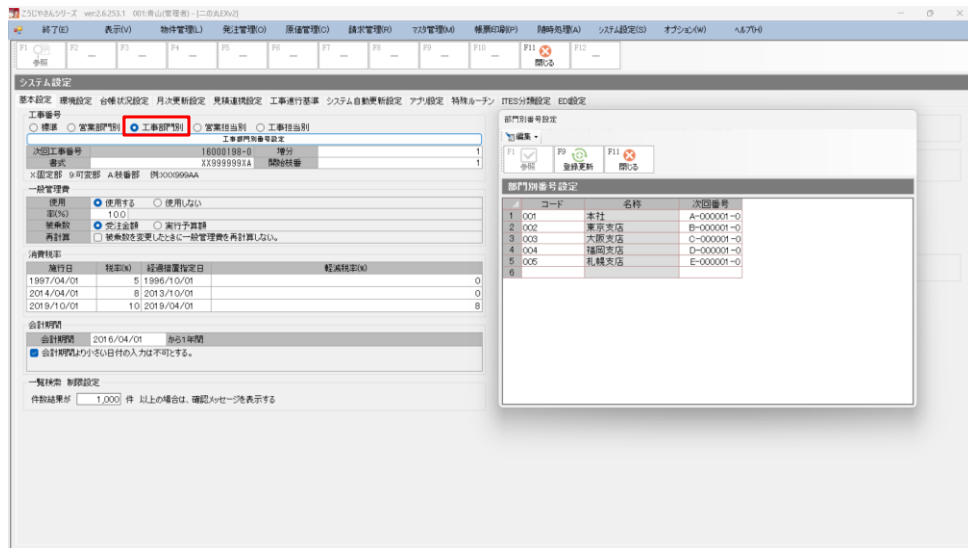 こうじやさんシリーズ ver.2.6.253.1 001:青山(管理者) - [二の丸EXv2]
終了(E) 表示(V) 物件管理(L) 発注管理(O) 原価管理(C) 請求管理(R) マスタ管理(M) 帳票印刷(P) 随時処理(A) システム設定(S) オプション(W) ヘルプ(H)
F1 参照 F2 F3 F4 F5 F6 F7 F8 F9 F10 F11 閉じる F12
システム設定
基本設定 環境設定 台帳状況設定 月次更新設定 見積連携設定 工事進行基準 システム自動更新設定 アプリ設定 特殊ルーチン ITES分類設定 EDI設定
工事番号
標準 営業部門別 工事部門別 営業担当別 工事担当別
工事部門別番号設定
次回工事番号 16000198-0 増分 1
書式 XX999999XA 開始枝番 1
X:固定部 9:可変部 A:枝番部 例)XXX999AA
一般管理費
使用 使用する 使用しない
率(%) 10.0
被乗数 受注金額 実行予算額
再計算 被乗数を変更したときに一般管理費を再計算しない。
消費税率
施行日 税率(%) 経過措置指定日 軽減税率(%)
1997/04/01 5 1996/10/01 0
2014/04/01 8 2013/10/01 0
2019/10/01 10 2019/04/01 8
会計期間
会計期間 2016/04/01 から1年間
会計期間より小さい日付の入力は不可とする。
一覧検索 制限設定
件数結果が 1,000 件 以上の場合は、確認メッセージを表示する
部門別番号設定
編集
F1 参照 F9 登録更新 F11 閉じる
部門別番号設定
コード 名称 次回番号
1 001 本社 A-000001-0
2 002 東京支店 B-000001-0
3 003 大阪支店 C-000001-0
4 004 福岡支店 D-000001-0
5 005 札幌支店 E-000001-0
6